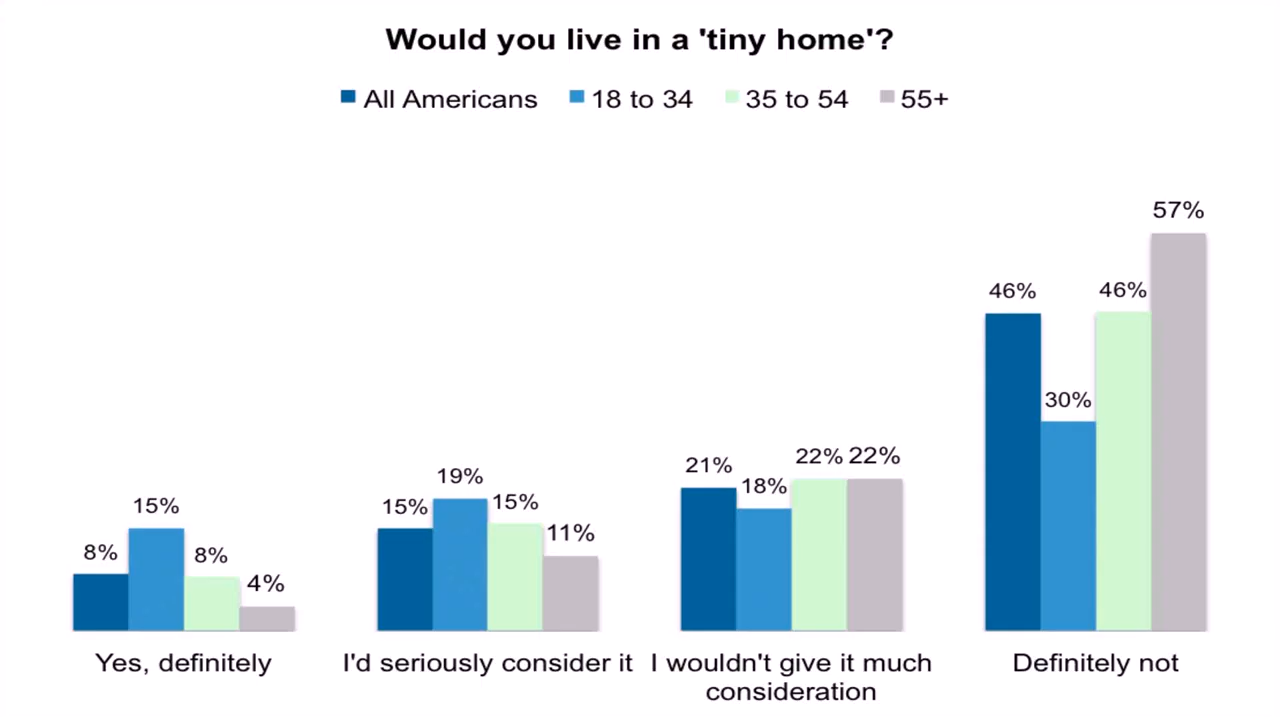 Would you live in a 'tiny home'?
All Americans 18 to 34 35 to 54 55+
8% 15% 8% 4%
15% 19% 15% 11%
21% 18% 22% 22%
46% 30% 46% 57%
Yes, definitely
I'd seriously consider it
I wouldn't give it much
consideration
Definitely not